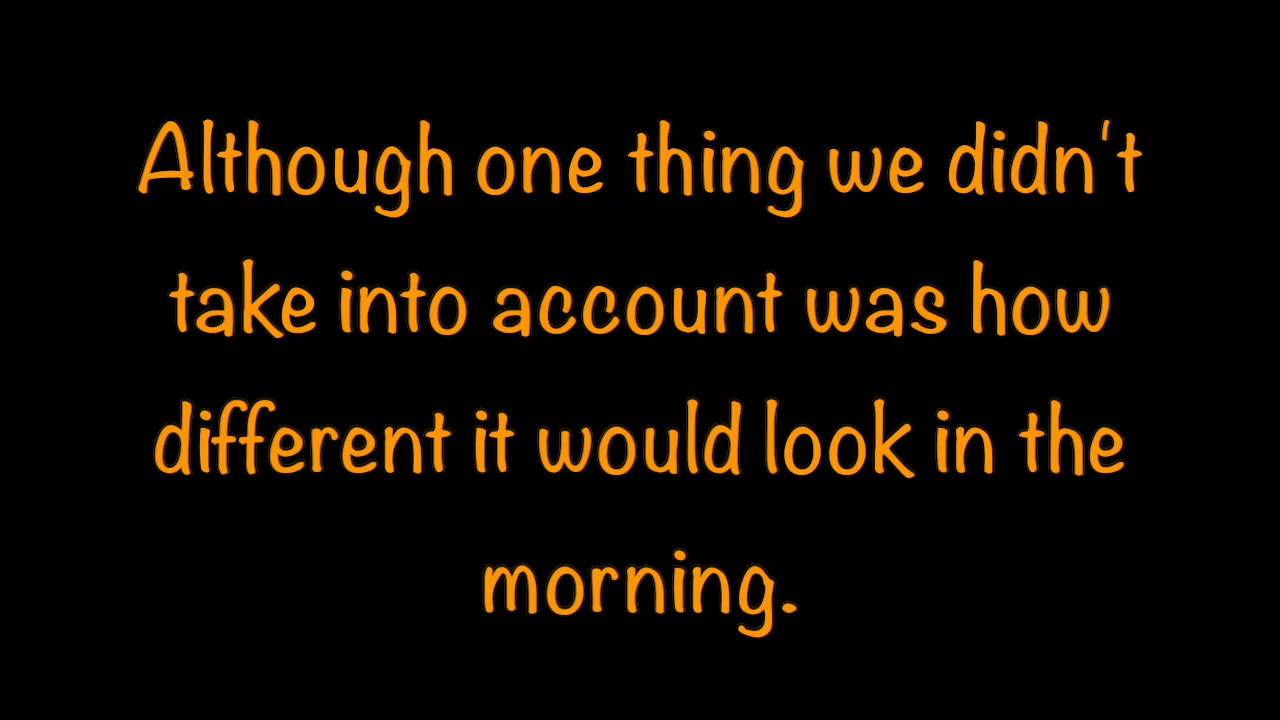 Although one thing we didn't
take into account was how
different it would look in the
morning.